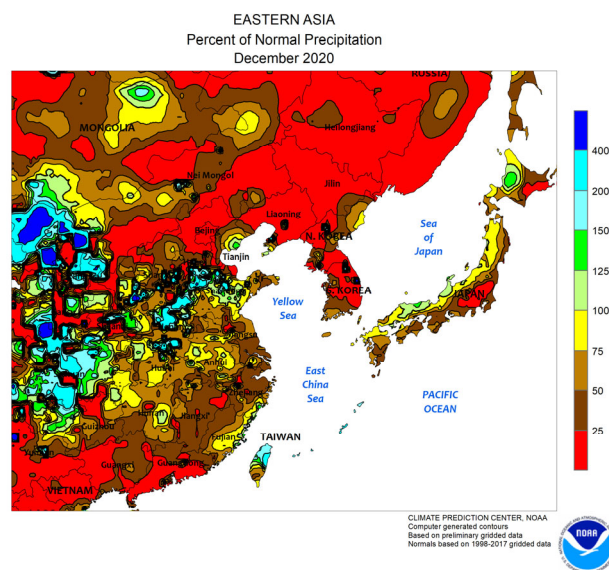 EASTERN ASIA
Percent of Normal Precipitation
December 2020
RUSSIA
MONGOLIA
Heilongjiang
Nei Mongol
Jilin
Liaoning
Beijing
Tianjin
N. KOREA
Sea
of
Japan
KOREA
JAPAN
Yellow
Sea
East
China
Sea
PACIFIC
OCEAN
Anhui
Hubei
Zhejiang
Hunan
Jiangxi
Guizhou
Fujian
TAIWAN
Yunnan
Guangxi
Guangdong
VIETNAM
400
200
150
125
100
75
50
25
CLIMATE PREDICTION CENTER, NOAA
Computer generated contours
Based on preliminary gridded data
Normals based on 1998-2017 gridded data
NOAA